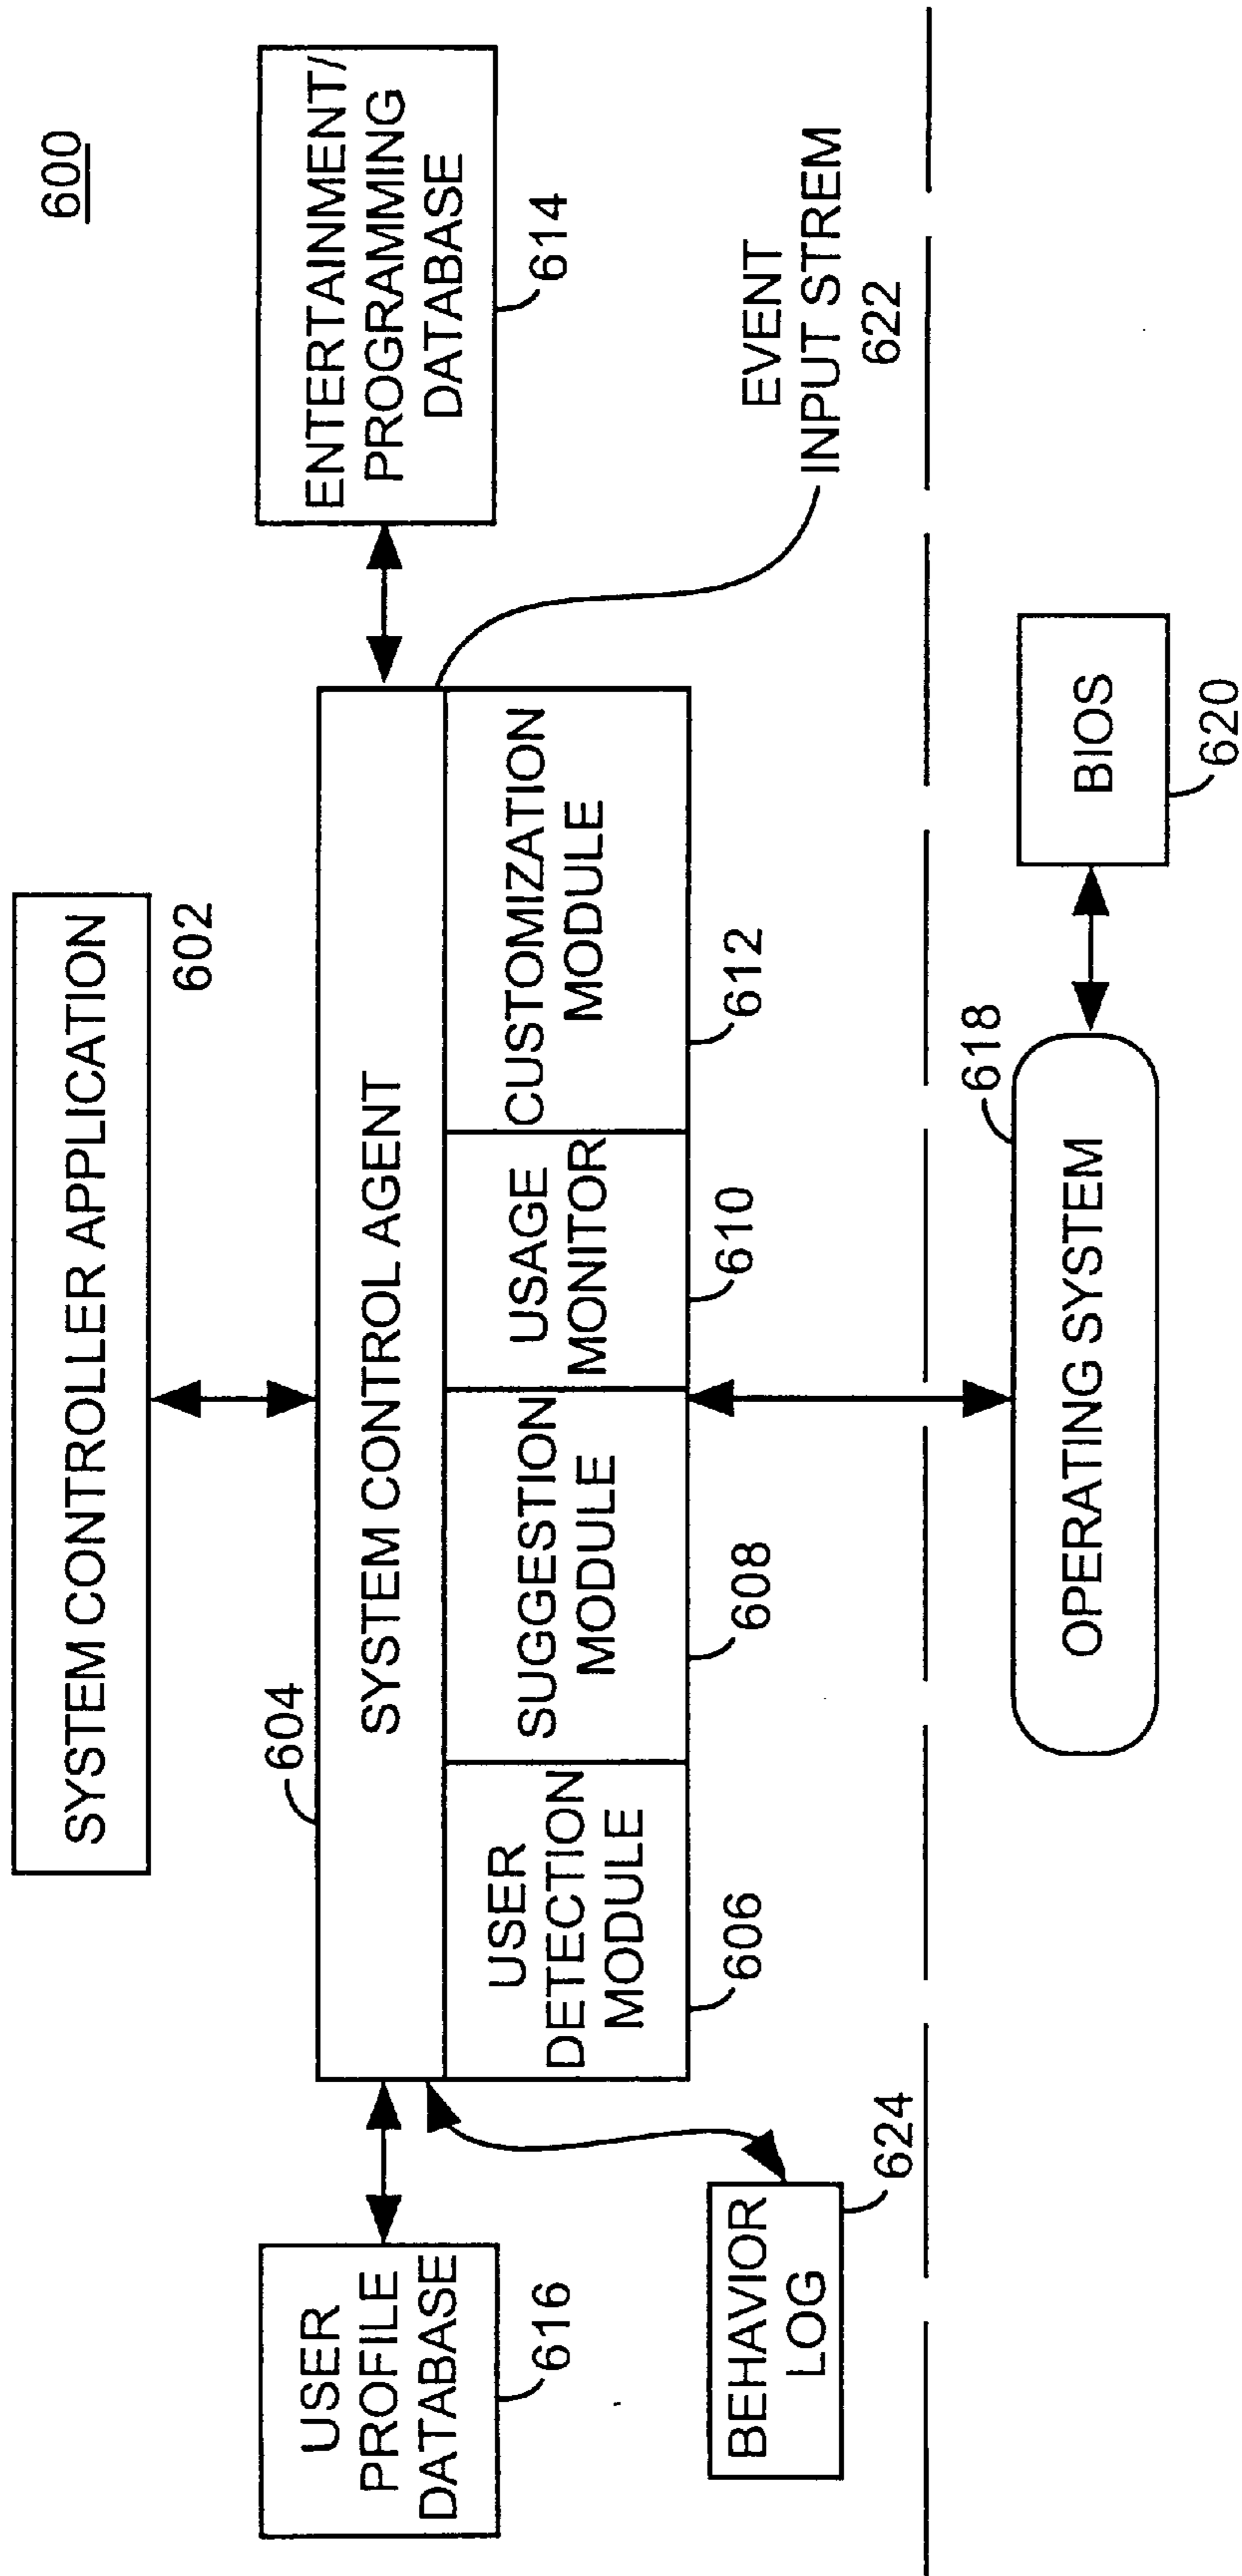 600
SYSTEM CONTROLLER APPLICATION
602
604
SYSTEM CONTROL AGENT
USER
PROFILE
DATABASE
616
ENTERTAINMENT/
PROGRAMMING
DATABASE
614
USER
DETECTION
MODULE
606
SUGGESTION
MODULE
608
USAGE
MONITOR
610
CUSTOMIZATION
MODULE
612
BEHAVIOR
LOG
624
EVENT
INPUT STREM
622
618
OPERATING SYSTEM
BIOS
620